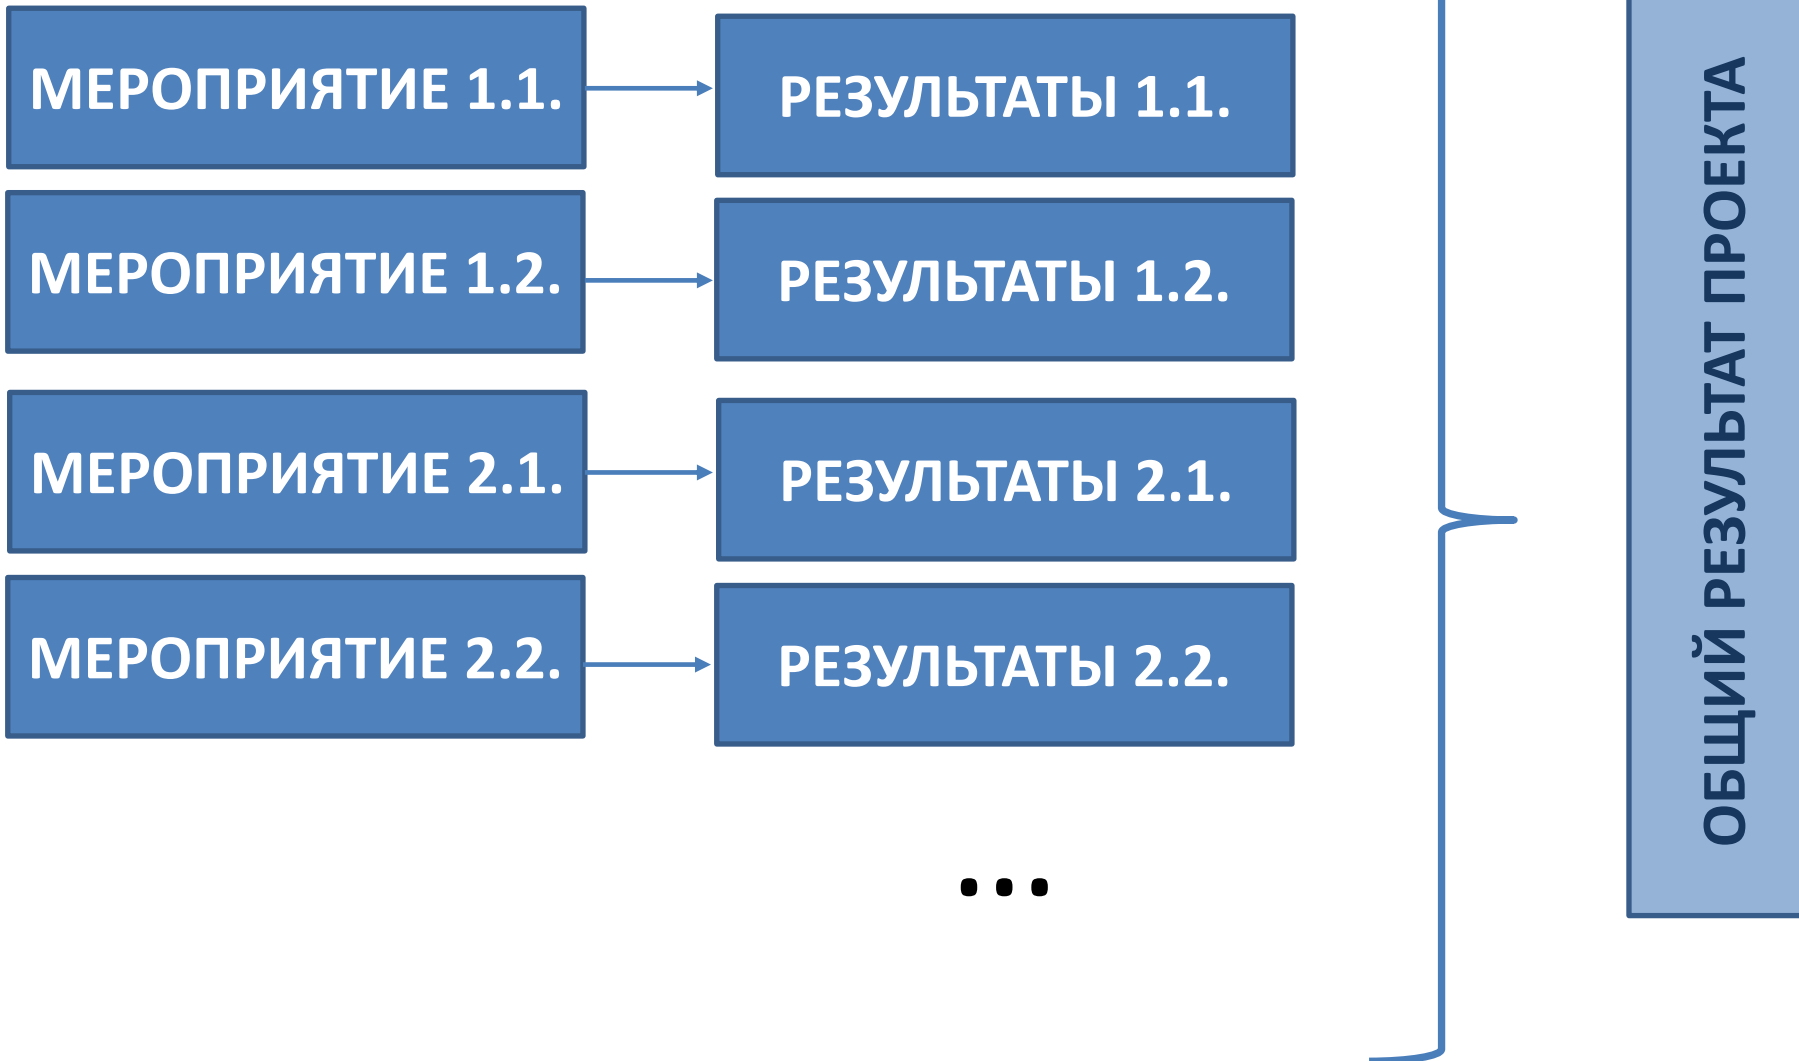 МЕРОПРИЯТИЕ 1.1.
РЕЗУЛЬТАТЫ 1.1.
МЕРОПРИЯТИЕ 1.2.
РЕЗУЛЬТАТЫ 1.2.
МЕРОПРИЯТИЕ 2.1.
РЕЗУЛЬТАТЫ 2.1.
МЕРОПРИЯТИЕ 2.2.
РЕЗУЛЬТАТЫ 2.2.
...
ОБЩИЙ РЕЗУЛЬТАТ ПРОЕКТА